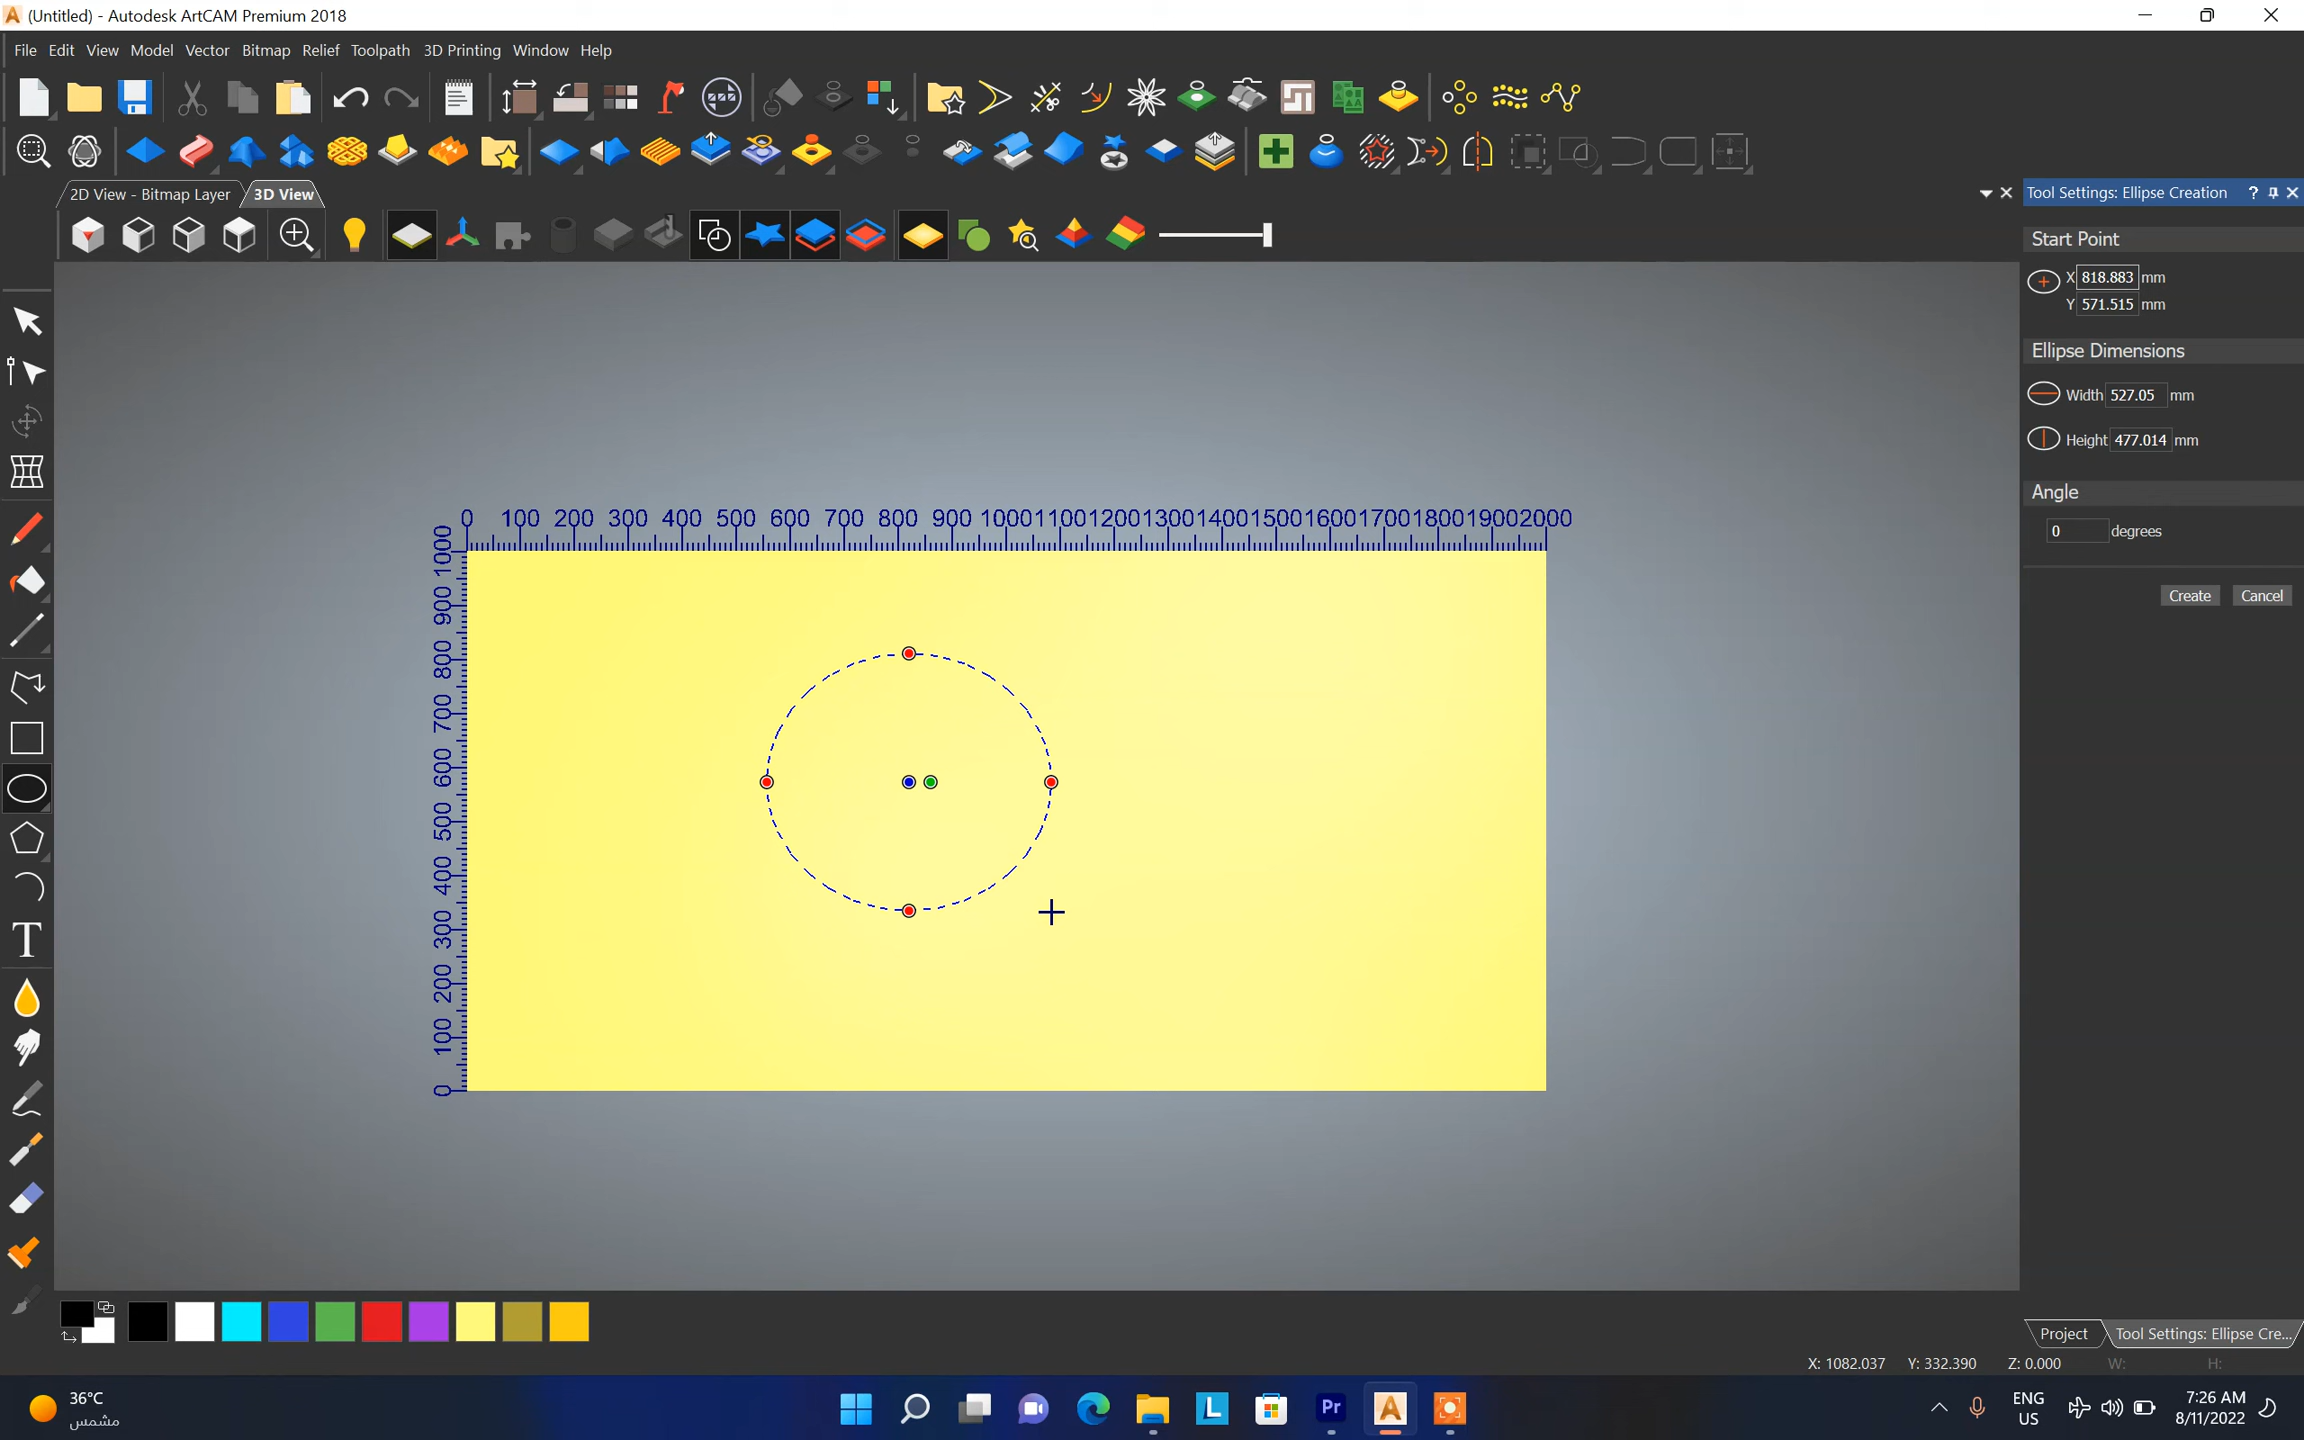 (Untitled) - Autodesk ArtCAM Premium 2018
File Edit View Model Vector Bitmap Relief Toolpath 3D Printing Window Help
2D View - Bitmap Layer 3D View
Tool Settings: Ellipse Creation ?
Start Point
X 818.883 mm
Y 571.515 mm
Ellipse Dimensions
Width 527.05 mm
Height 477.014 mm
Angle
0 degrees
Create Cancel
0 100 200 300 400 500 600 700 800 900 1000 1100 1200 1300 1400 1500 1600 1700 1800 1900 2000
1000
900
800
700
600
500
400
300
200
100
0
T
Project Tool Settings: Ellipse Cre...
X: 1082.037 Y: 332.390 Z: 0.000 W: H:
36°C
مشمس
L
Pr
A
ENG
US
7:26 AM
8/11/2022